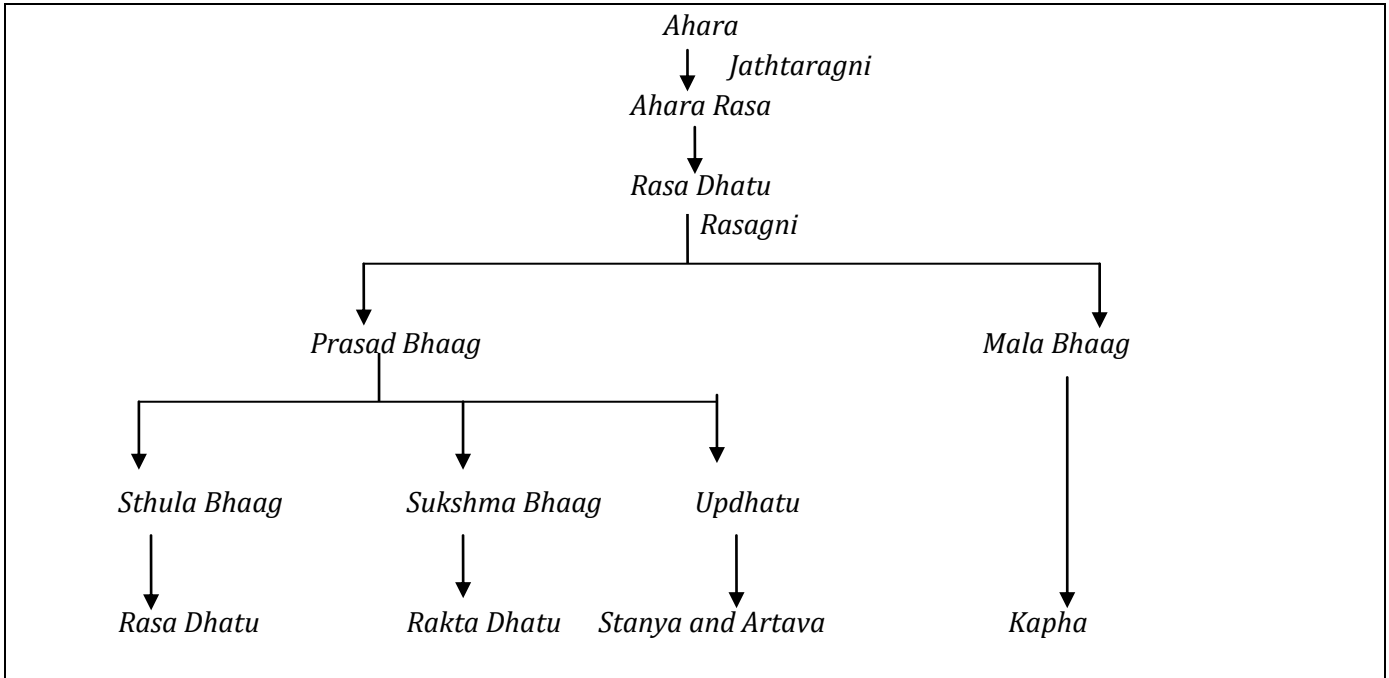 Ahara
Jathtaragni
Ahara Rasa
Rasa Dhatu
Rasagni
Prasad Bhaag
Mala Bhaag
Sthula Bhaag
Sukshma Bhaag
Updhatu
Rasa Dhatu
Rakta Dhatu
Stanya and Artava
Kapha